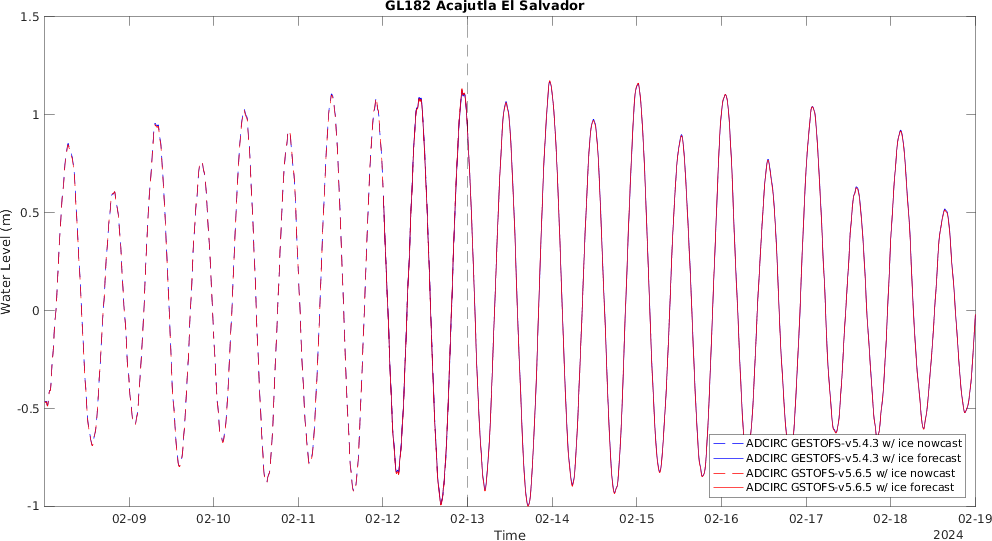 GL182 Acajutla El Salvador
1.5
1
0.5
0
-0.5
-1
Water Level (m)
02-09 02-10 02-11 02-12 02-13 02-14 02-15 02-16 02-17 02-18 02-19
Time
2024
ADCIRC GESTOFS-v5.4.3 w/ ice nowcast
ADCIRC GESTOFS-v5.4.3 w/ ice forecast
ADCIRC GSTOFS-v5.6.5 w/ ice nowcast
ADCIRC GSTOFS-v5.6.5 w/ ice forecast